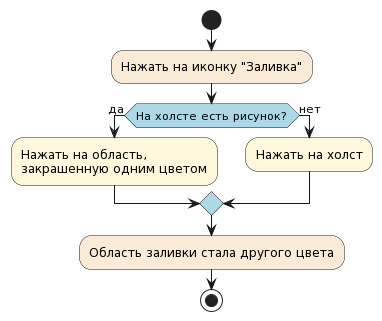 Нажать на иконку "Заливка"
На холсте есть рисунок?
да
нет
Нажать на область,
закрашенную одним цветом
Нажать на холст
Область заливки стала другого цвета